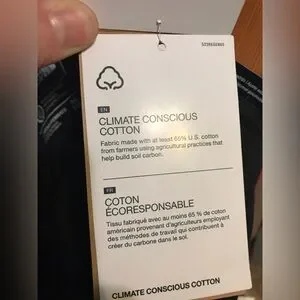 EN
CLIMATE CONSCIOUS
COTTON
Fabric made with at least 65% U.S. cotton
from farmers using agricultural practices that
help build soil carbon.
FR
COTON
ÉCORESPONSABLE
Tissu fabriqué avec au moins 65 % de coton
américain provenant d'agriculteurs employant
des méthodes de travail qui contribuent à
créer du carbone dans le sol.
CLIMATE CONSCIOUS COTTON